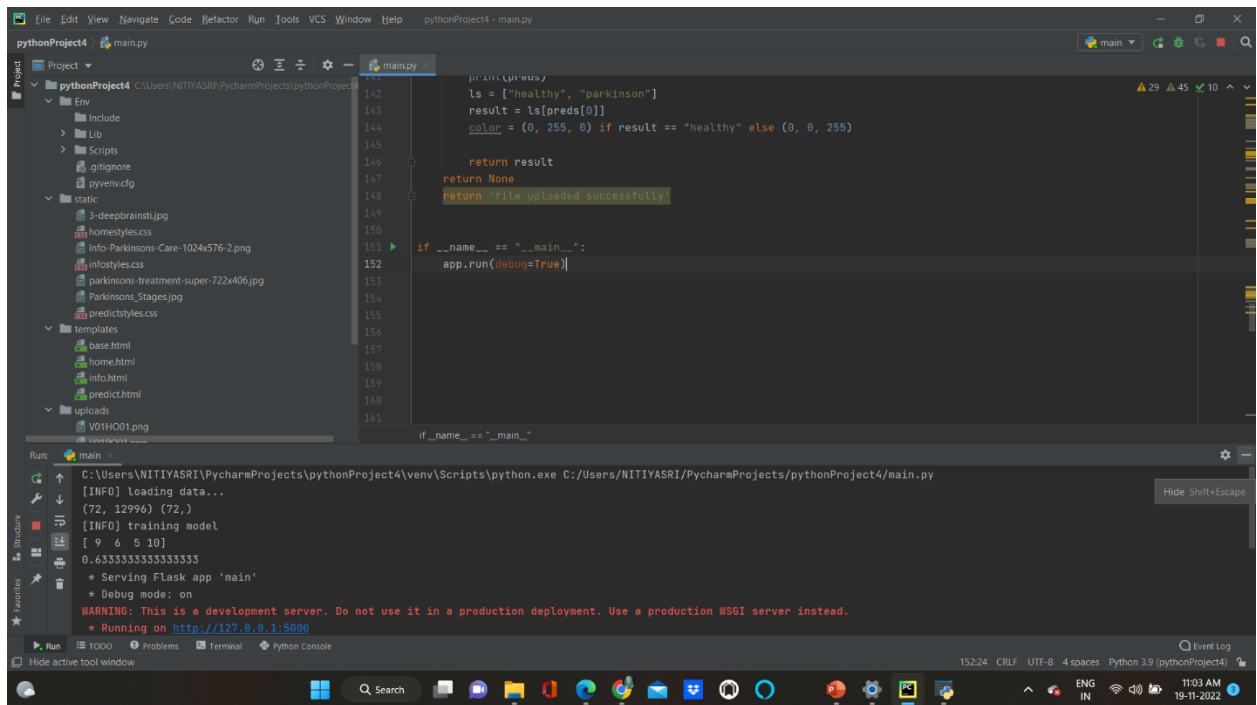 File Edit View Navigate Code Refactor Run Tools VCS Window Help pythonProject4 - main.py
pythonProject4 main.py main
Project
Project
main.py
pythonProject4 C:\Users\NITIYASRI\PycharmProjects\pythonProject4
Env
Include
Lib
Scripts
.gitignore
pyvenv.cfg
static
3-deepbrainsti.jpg
homestyles.css
Info-Parkinsons-Care-1024x576-2.png
infostyles.css
parkinsons-treatment-super-722x406.jpg
Parkinsons_Stages.jpg
predictstyles.css
templates
base.html
home.html
info.html
predict.html
uploads
V01HO01.png
29 45 10
141 print(preds)
142 ls = ["healthy", "parkinson"]
143 result = ls[preds[0]]
144 color = (0, 255, 0) if result == "healthy" else (0, 0, 255)
145
146 return result
147 return None
148 return 'file uploaded successfully'
149
150
151 if __name__ == "__main__":
152 app.run(debug=True)
153
154
155
156
157
158
159
160
161
if __name__ == "__main__"
Run: main
C:\Users\NITIYASRI\PycharmProjects\pythonProject4\venv\Scripts\python.exe C:/Users/NITIYASRI/PycharmProjects/pythonProject4/main.py
[INFO] loading data...
(72, 12996) (72,)
[INFO] training model
[ 9 6 5 10]
0.6333333333333333
* Serving Flask app 'main'
* Debug mode: on
WARNING: This is a development server. Do not use it in a production deployment. Use a production WSGI server instead.
* Running on http://127.0.0.1:5000
Hide Shift+Escape
Structure
Favorites
Run TODO Problems Terminal Python Console Event Log
Hide active tool window 152:24 CRLF UTF-8 4 spaces Python 3.9 (pythonProject4)
Search
ENG
IN
11:03 AM
19-11-2022
3